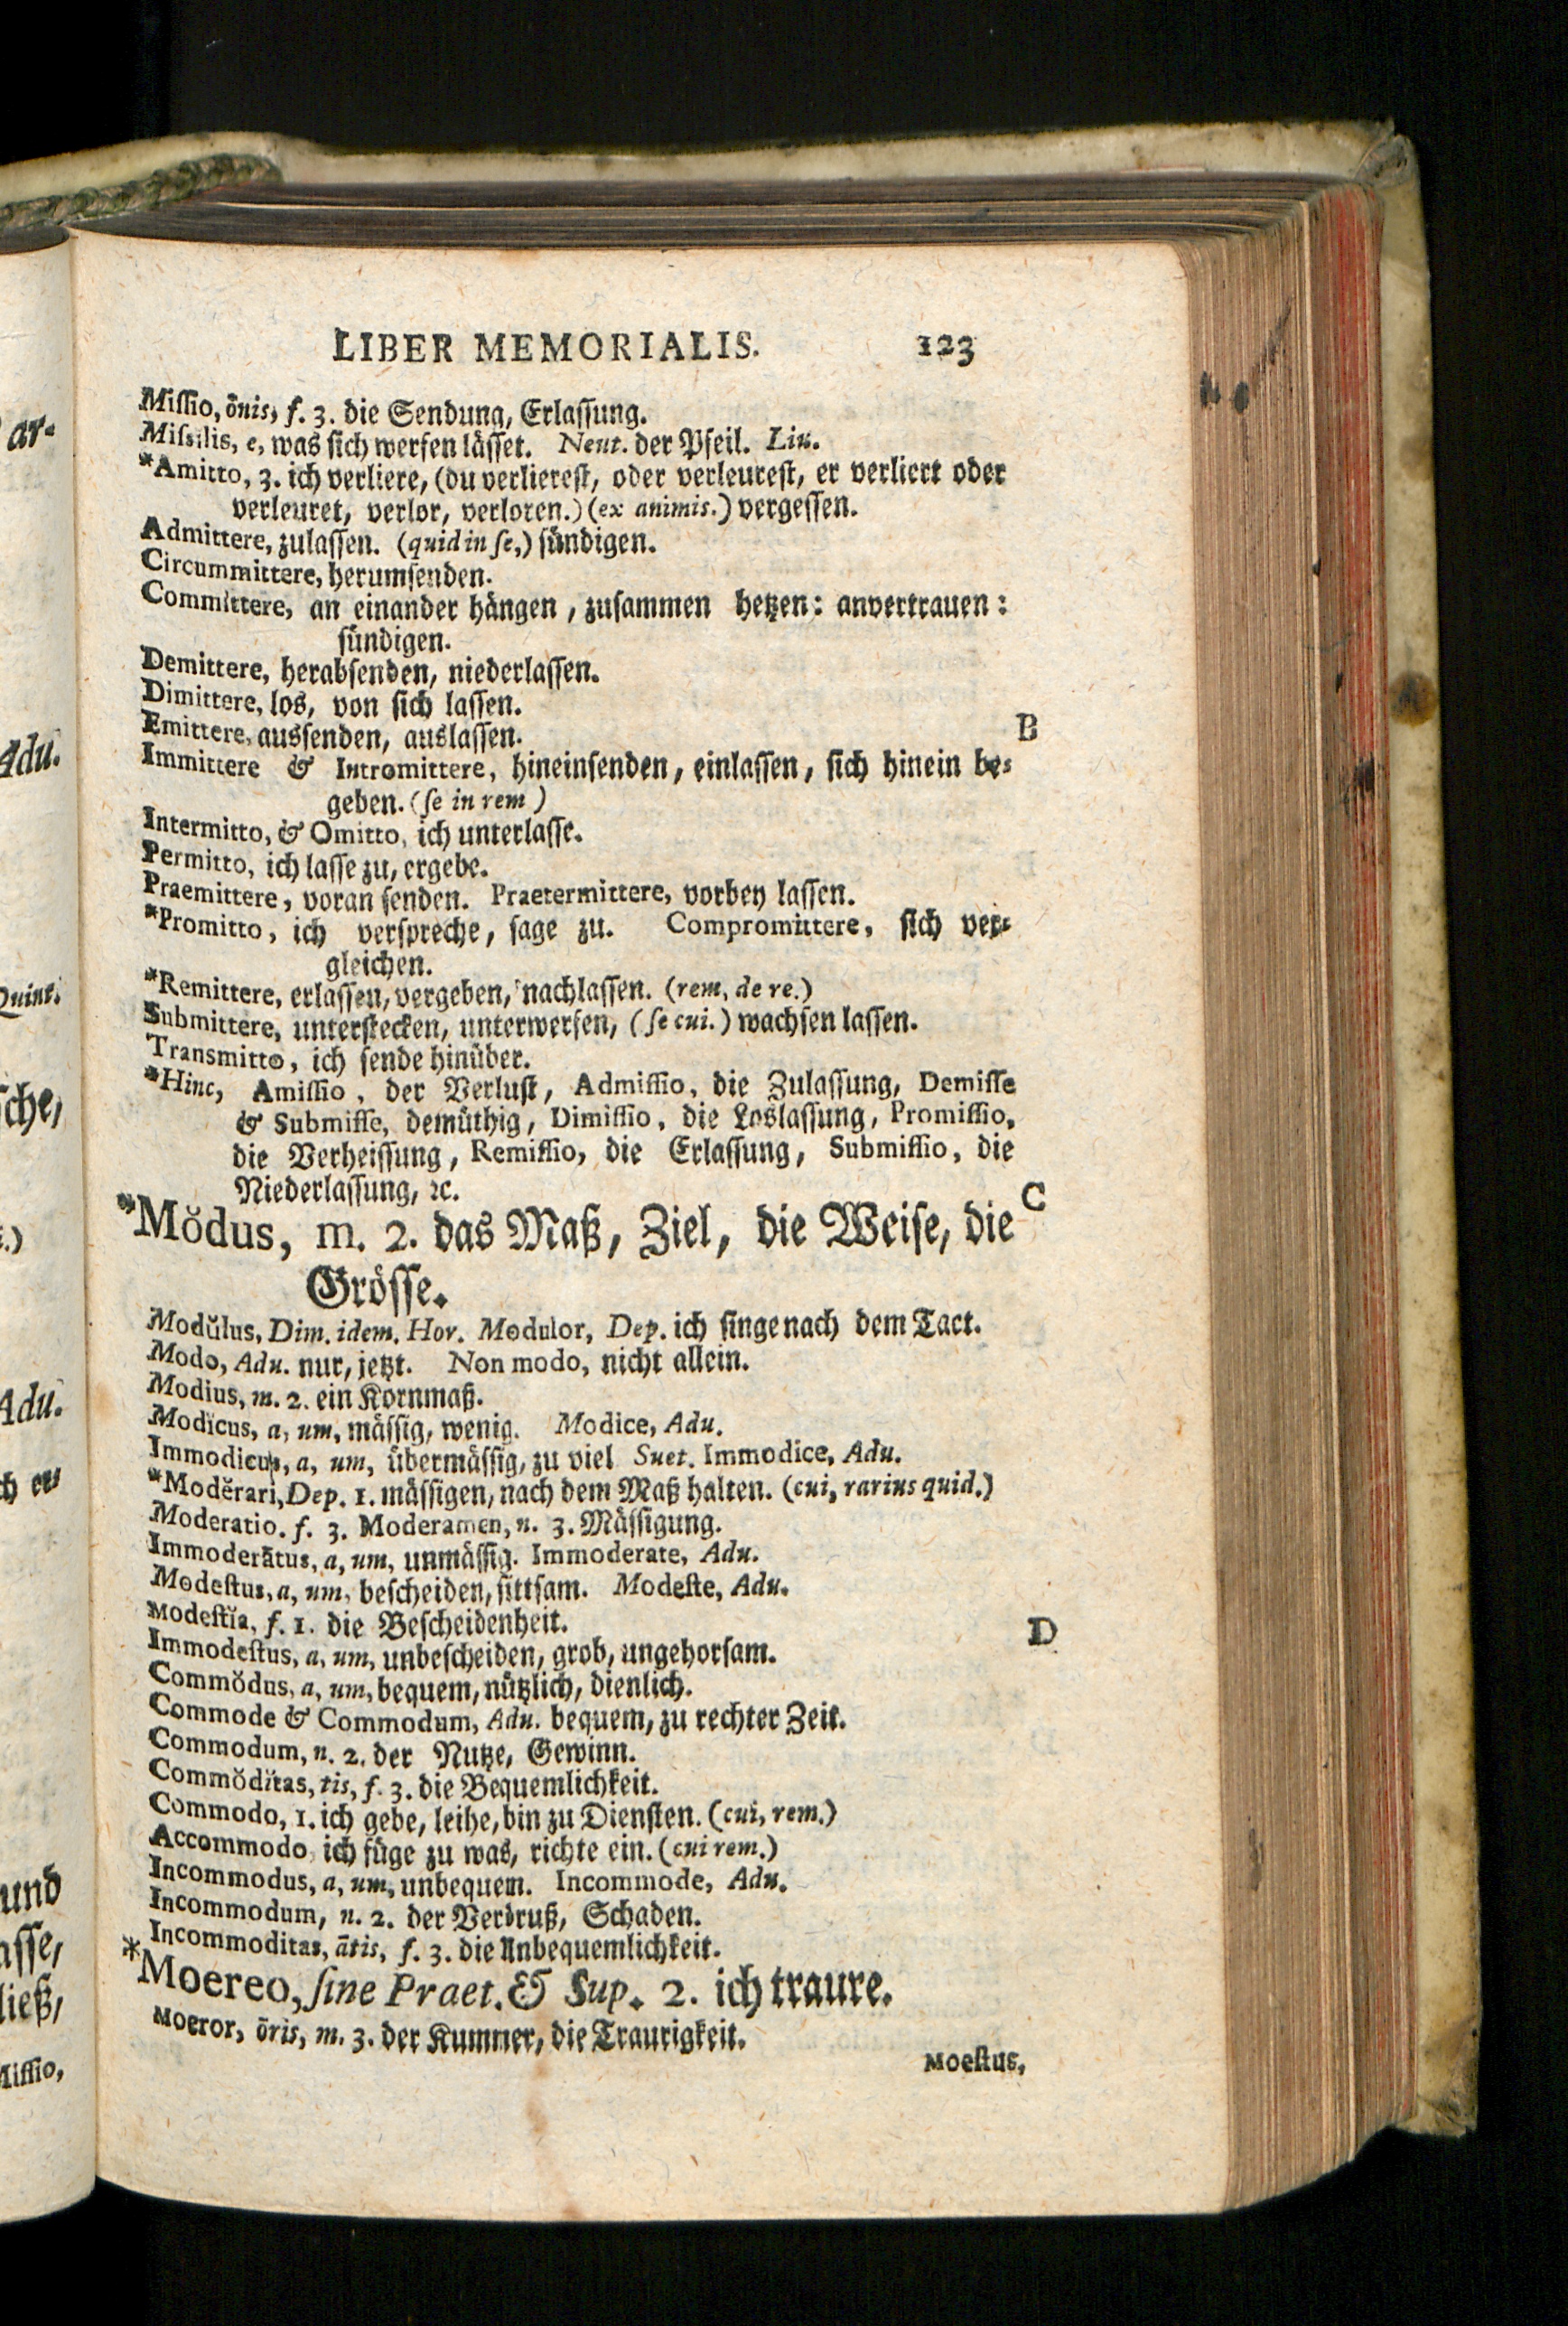 LIBER MEMORIALIS. 123
Miſſio, ōnis, f. 3. die Sendung, Erlaſſung.
Miſsilis, e, was ſich werfen läſſet. Neut. der Pfeil. Liu.
*Amitto, 3. ich verliere, (du verliereſt, oder verleureſt, er verliert oder
verleuret, verlor, verloren.) (ex animis.) vergeſſen.
Admittere, zulaſſen. (quid in ſe,) ſündigen.
Circummittere, herumſenden.
Committere, an einander hängen, zuſammen hetzen: anvertrauen:
ſündigen.
Demittere, herabſenden, niederlaſſen.
Dimittere, los, von ſich laſſen.
Emittere, ausſenden, auslaſſen.
B
Immittere & Intromittere, hineinſenden, einlaſſen, ſich hinein be⸗
geben. (ſe in rem)
Intermitto, & Omitto, ich unterlaſſe.
Permitto, ich laſſe zu, ergebe.
Praemittere, voran ſenden. Praetermittere, vorbey laſſen.
*Promitto, ich verſpreche, ſage zu. Compromittere, ſich ver⸗
gleichen.
*Remittere, erlaſſen, vergeben, nachlaſſen. (rem, de re.)
Submittere, unterſtecken, unterwerfen, (ſe cui.) wachſen laſſen.
Transmitto, ich ſende hinüber.
*Hinc, Amiſſio, der Verluſt, Admiſſio, die Zulaſſung, Demiſſe
& Submiſſe, demüthig, Dimiſſio, die Loslaſſung, Promiſſio,
die Verheiſſung, Remiſſio, die Erlaſſung, Submiſſio, die
Niederlaſſung, ꝛc.
*Mŏdus, m. 2. das Maß, Ziel, die Weiſe, die C
Gröſſe.
Modŭlus, Dim. idem. Hor. Modulor, Dep. ich ſinge nach dem Tact.
Modo, Adu. nur, jetzt. Non modo, nicht allein.
Modius, m. 2. ein Kornmaß.
Modĭcus, a, um, mäſſig, wenig. Modice, Adu.
Immodicus, a, um, übermäſſig, zu viel Suet. Immodice, Adu.
*Modĕrari, Dep. 1. mäſſigen, nach dem Maß halten. (cui, rarius quid.)
Moderatio. f. 3. Moderamen, n. 3. Mäſſigung.
Immoderātus, a, um, unmäſſig. Immoderate, Adu.
Modeſtus, a, um, beſcheiden, ſittſam. Modeſte, Adu.
Modeſtĭa, f. 1. die Beſcheidenheit.
D
Immodeſtus, a, um, unbeſcheiden, grob, ungehorſam.
Commŏdus, a, um, bequem, nützlich, dienlich.
Commode & Commodum, Adu. bequem, zu rechter Zeit.
Commodum, n. 2. der Nutze, Gewinn.
Commŏdĭtas, tis, f. 3. die Bequemlichkeit.
Commodo, 1. ich gebe, leihe, bin zu Dienſten. (cui, rem.)
Accommodo, ich füge zu was, richte ein. (cui rem.)
Incommodus, a, um, unbequem. Incommode, Adu.
Incommodum, n. 2. der Verdruß, Schaden.
Incommoditas, ātis, f. 3. die Unbequemlichkeit.
*Moereo, ſine Praet. & Sup. 2. ich traure.
Moeror, ōris, m. 3. der Kummer, die Traurigkeit.
Moeſtus,
ar-
Adu.
Quint.
ſche,
Adu.
und
ließ,